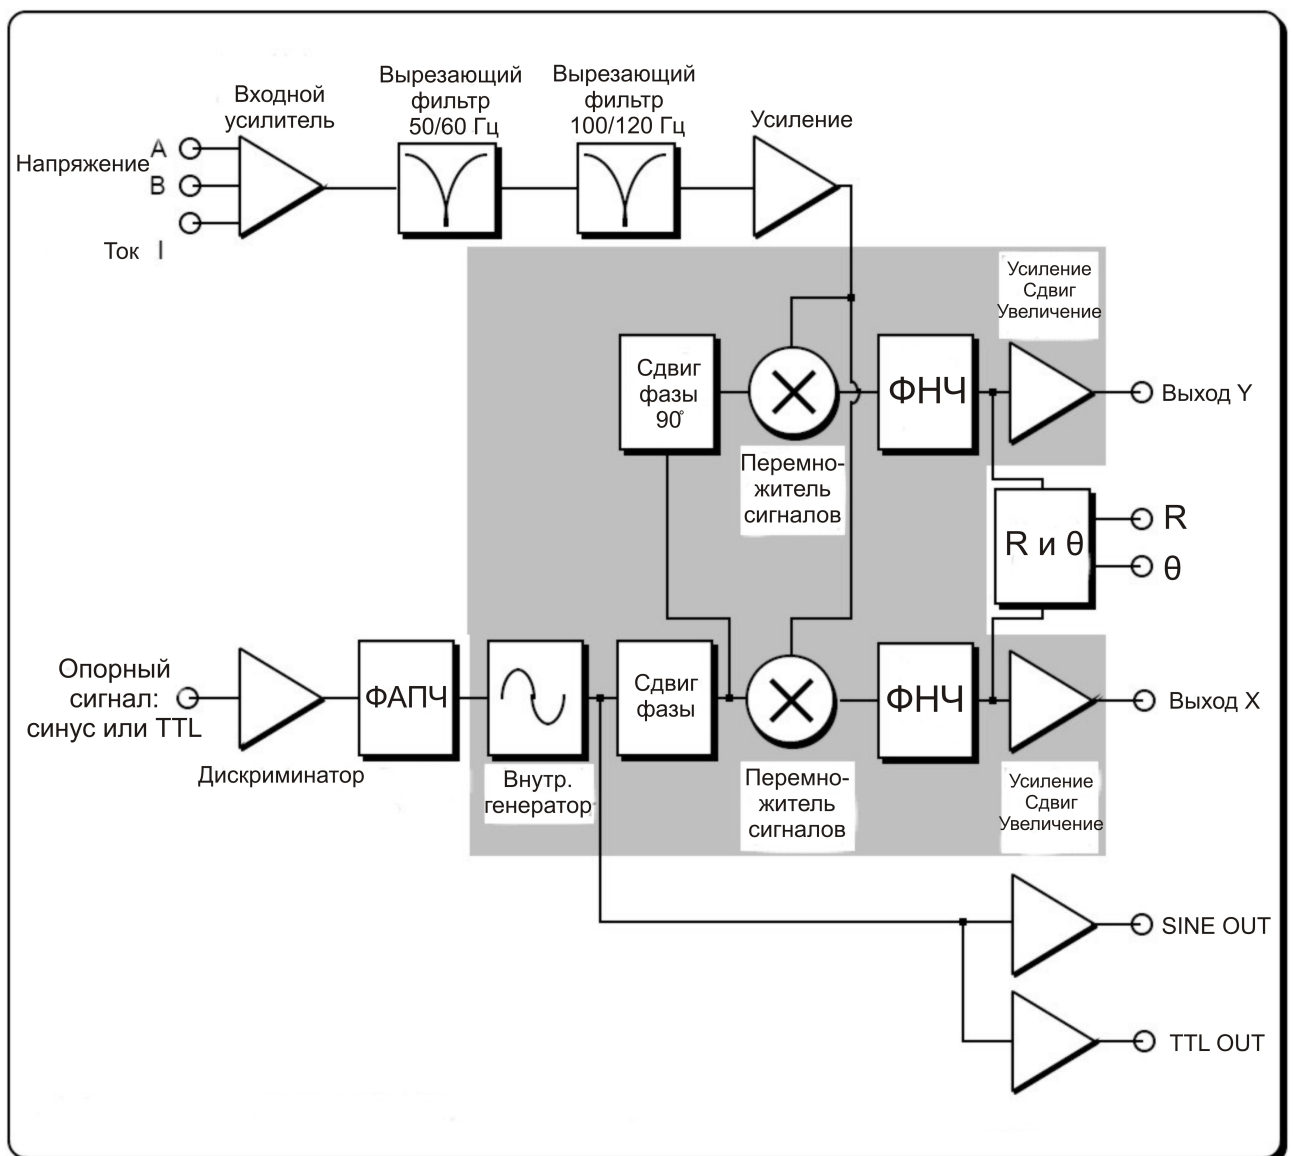 Входной
усилитель
Вырезающий
фильтр
50/60 Гц
Вырезающий
фильтр
100/120 Гц
Усиление
Напряжение
A
B
Ток I
Усиление
Сдвиг
Увеличение
Сдвиг
фазы
90°
ФНЧ
Выход Y
Перемно-
житель
сигналов
R и θ
R
θ
Опорный
сигнал:
синус или TTL
Дискриминатор
ФАПЧ
Внутр.
генератор
Сдвиг
фазы
Перемно-
житель
сигналов
ФНЧ
Выход X
Усиление
Сдвиг
Увеличение
SINE OUT
TTL OUT